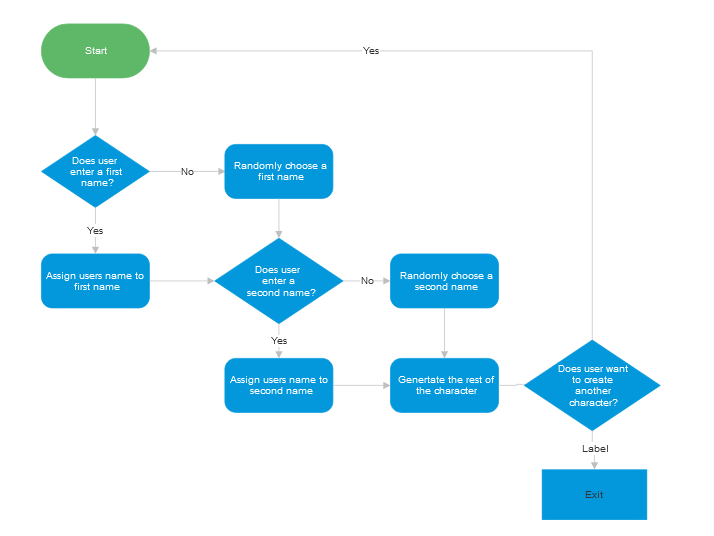 Start
Yes
Does user
enter a first
name?
No
Randomly choose a
first name
Yes
Assign users name to
first name
Does user
enter a
second name?
No
Randomly choose a
second name
Yes
Assign users name to
second name
Genertate the rest of
the character
Does user want
to create
another
character?
Label
Exit